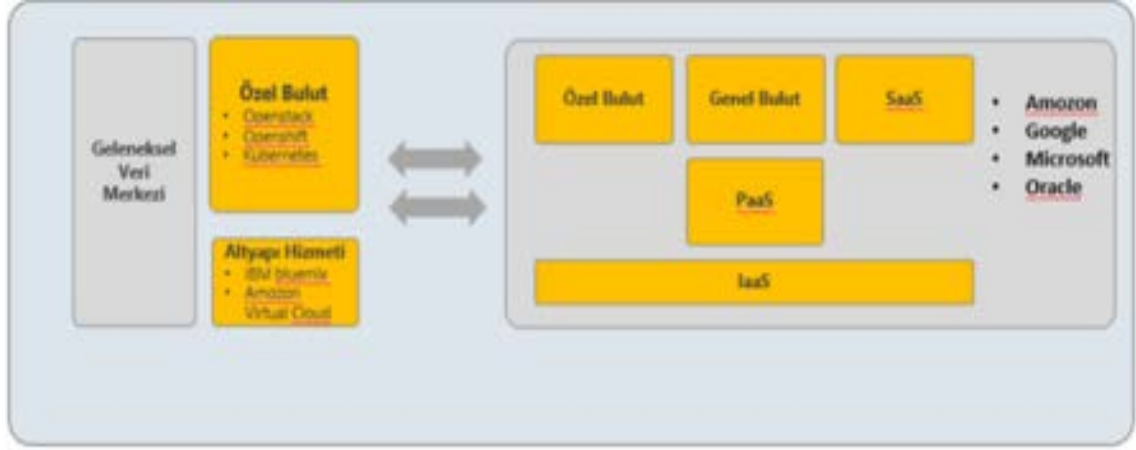 Geleneksel
Veri
Merkezi
Özel Bulut
• Openstack
• Openshift
• Kubernetes
Altyapı Hizmeti
• IBM bluemix
• Amazon
Virtual Cloud
Özel Bulut
Genel Bulut
SaaS
PaaS
IaaS
• Amozon
• Google
• Microsoft
• Oracle